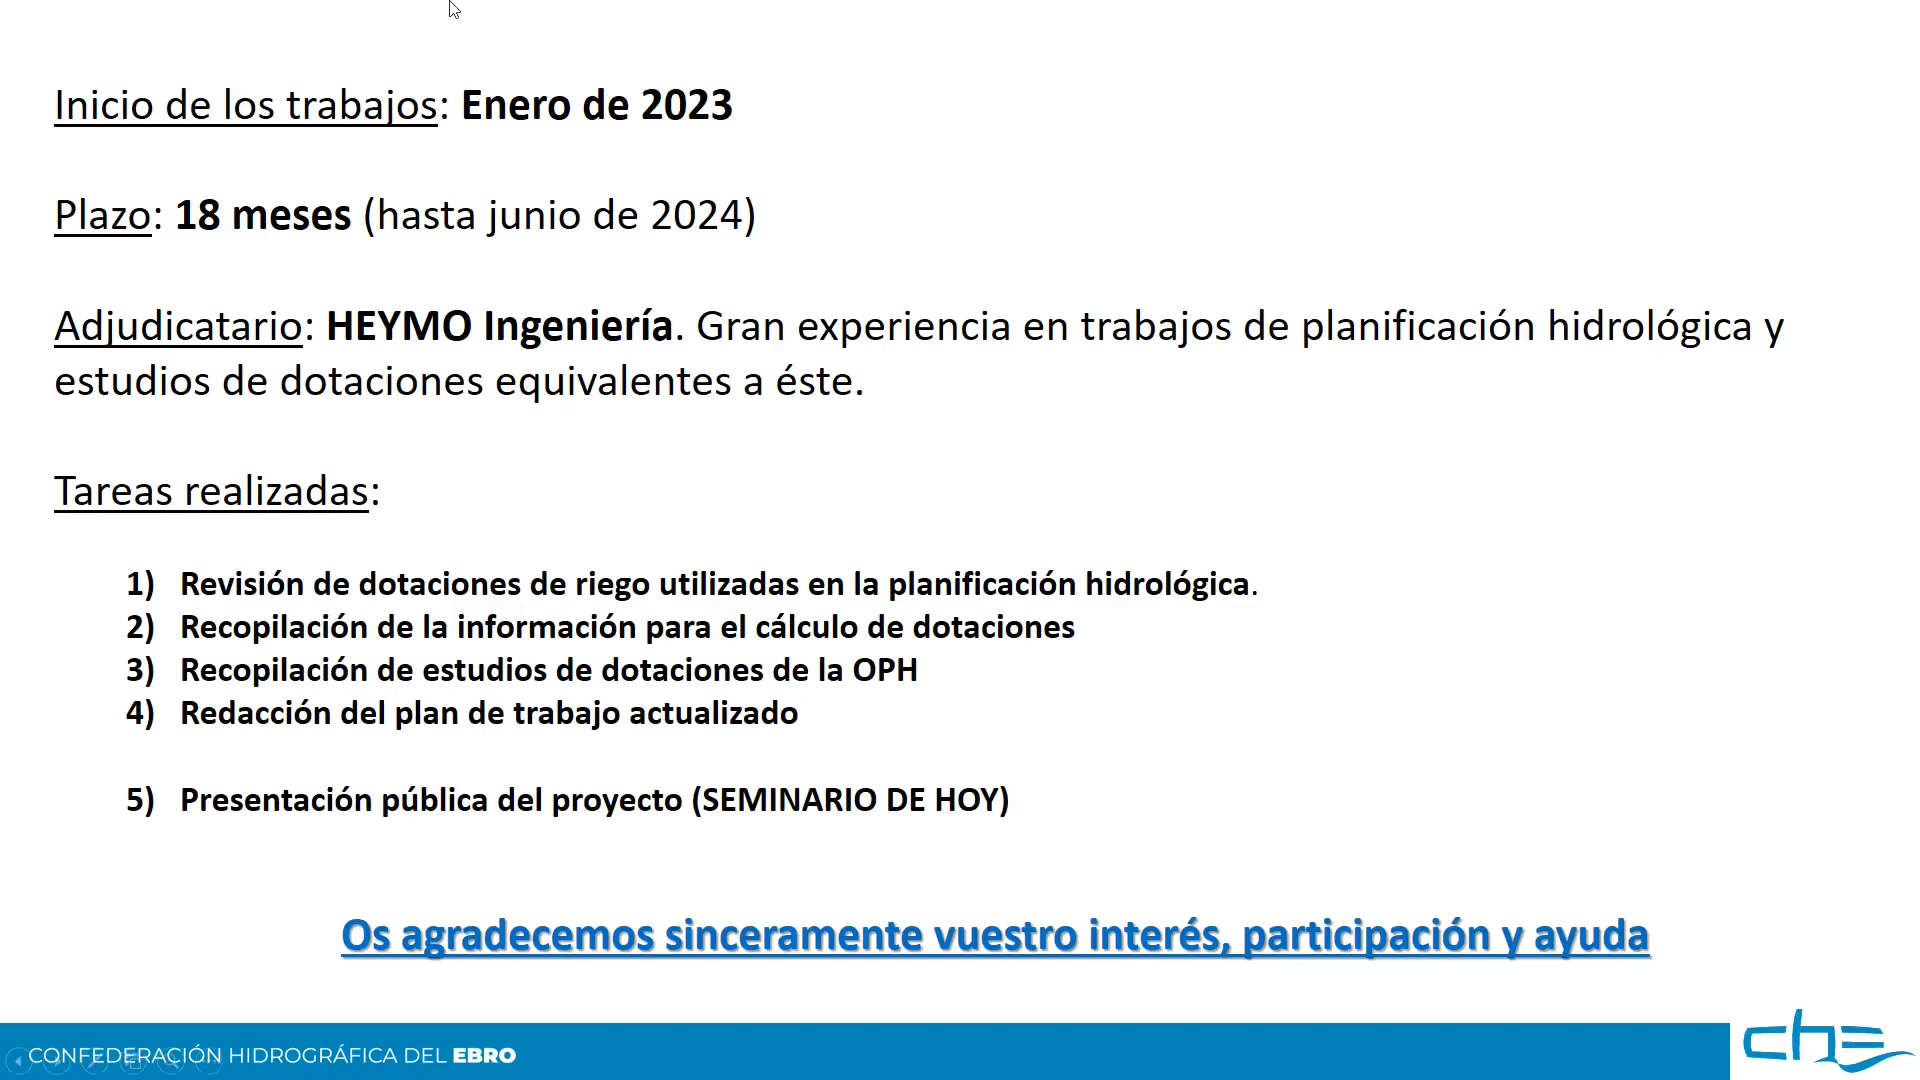 Inicio de los trabajos: Enero de 2023
Plazo: 18 meses (hasta junio de 2024)
Adjudicatario: HEYMO Ingeniería. Gran experiencia en trabajos de planificación hidrológica y
estudios de dotaciones equivalentes a éste.
Tareas realizadas:
1) Revisión de dotaciones de riego utilizadas en la planificación hidrológica.
2) Recopilación de la información para el cálculo de dotaciones
3) Recopilación de estudios de dotaciones de la OPH
4) Redacción del plan de trabajo actualizado
5) Presentación pública del proyecto (SEMINARIO DE HOY)
Os agradecemos sinceramente vuestro interés, participación y ayuda
CONFEDERACIÓN HIDROGRÁFICA DEL EBRO
che